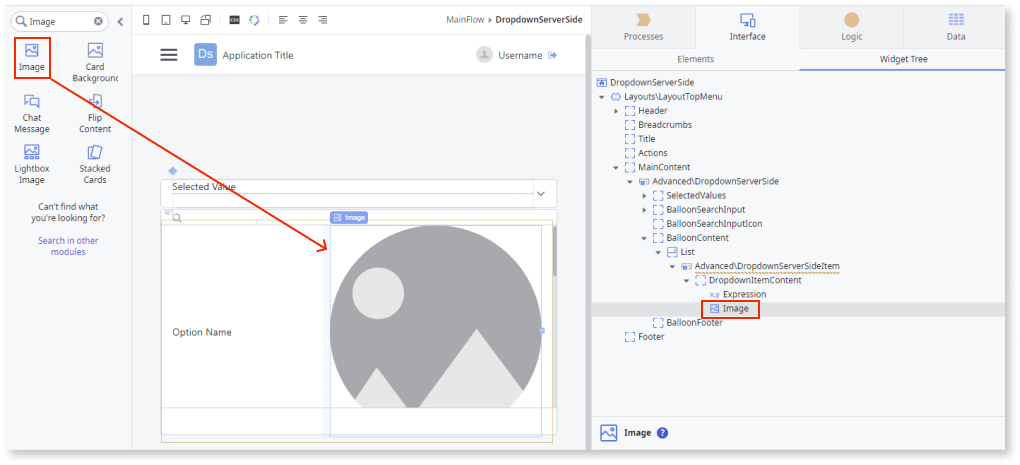 Image
Image
Card
Background
Chat
Message
Flip
Content
Lightbox
Image
Stacked
Cards
Can't find what
you're looking for?
Search in other
modules
CSS
MainFlow ▸ DropdownServerSide
Ds
Application Title
Username
Selected Value
Image
Option Name
Processes
Interface
Logic
Data
Elements
Widget Tree
DropdownServerSide
Layouts\LayoutTopMenu
Header
Breadcrumbs
Title
Actions
MainContent
Advanced\DropdownServerSide
SelectedValues
BalloonSearchInput
BalloonSearchInputIcon
BalloonContent
List
Advanced\DropdownServerSideItem
DropdownItemContent
x,y Expression
Image
BalloonFooter
Footer
Image ?